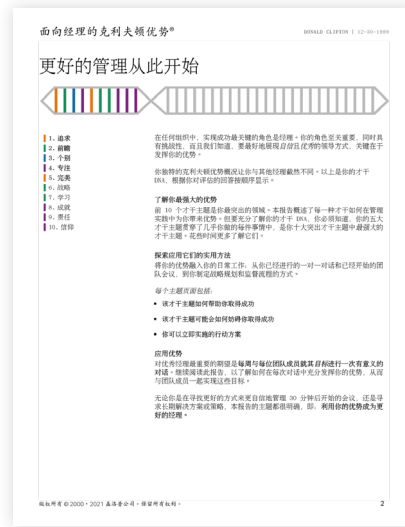 面向经理的克利夫顿优势®
DONALD CLIFTON | 12-30-1999
更好的管理从此开始
1. 追求
2. 前瞻
3. 个别
4. 专注
5. 完美
6. 战略
7. 学习
8. 成就
9. 责任
10. 信仰
在任何组织中，实现成功最关键的角色是经理。你的角色至关重要，同时具
有挑战性，而且我们知道，要最好地展现自信且优秀的领导方式，关键在于
发挥你的优势。
你独特的克利夫顿优势概况让你与其他经理截然不同。以上是你的才干
DNA，根据你对评估的回答按顺序显示。
了解你最强大的优势
前 10 个才干主题是你最突出的领域。本报告概述了每一种才干如何在管理
实践中为你带来优势。但要充分了解你的才干 DNA，你必须知道，你的五大
才干主题贯穿了几乎你做的每件事情中，是你十大突出才干主题中最强大的
才干主题。花些时间更多了解它们。
探索应用它们的实用方法
将你的优势融入你的日常工作：从你已经进行的一对一对话和已经开始的团
队会议，到你制定战略规划和监督流程的方式。
每个主题页面包括：
▪ 该才干主题如何帮助你取得成功
▪ 该才干主题可能会如何妨碍你取得成功
▪ 你可以立即实施的行动方案
应用优势
对优秀经理最重要的期望是每周与每位团队成员就其目标进行一次有意义的
对话。继续阅读此报告，以了解如何在每次对话中充分发挥你的优势，从而
与团队成员一起实现这些目标。
无论你是在寻找更好的方式来更自信地管理 30 分钟后开始的会议，还是寻
求长期解决方案或策略，本报告的主题都很明确，即：利用你的优势成为更
好的经理。
版权所有 © 2000，2021 盖洛普公司。保留所有权利。
2